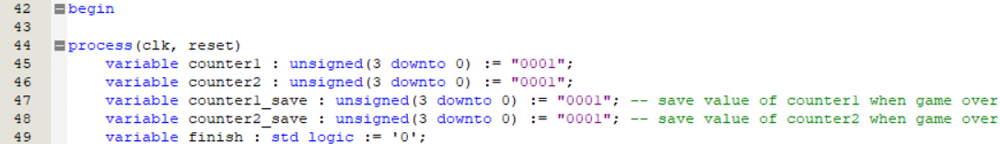 42 begin
43
44 process(clk, reset)
45 variable counter1 : unsigned(3 downto 0) := "0001";
46 variable counter2 : unsigned(3 downto 0) := "0001";
47 variable counter1_save : unsigned(3 downto 0) := "0001"; -- save value of counter1 when game over
48 variable counter2_save : unsigned(3 downto 0) := "0001"; -- save value of counter2 when game over
49 variable finish : std logic := '0';